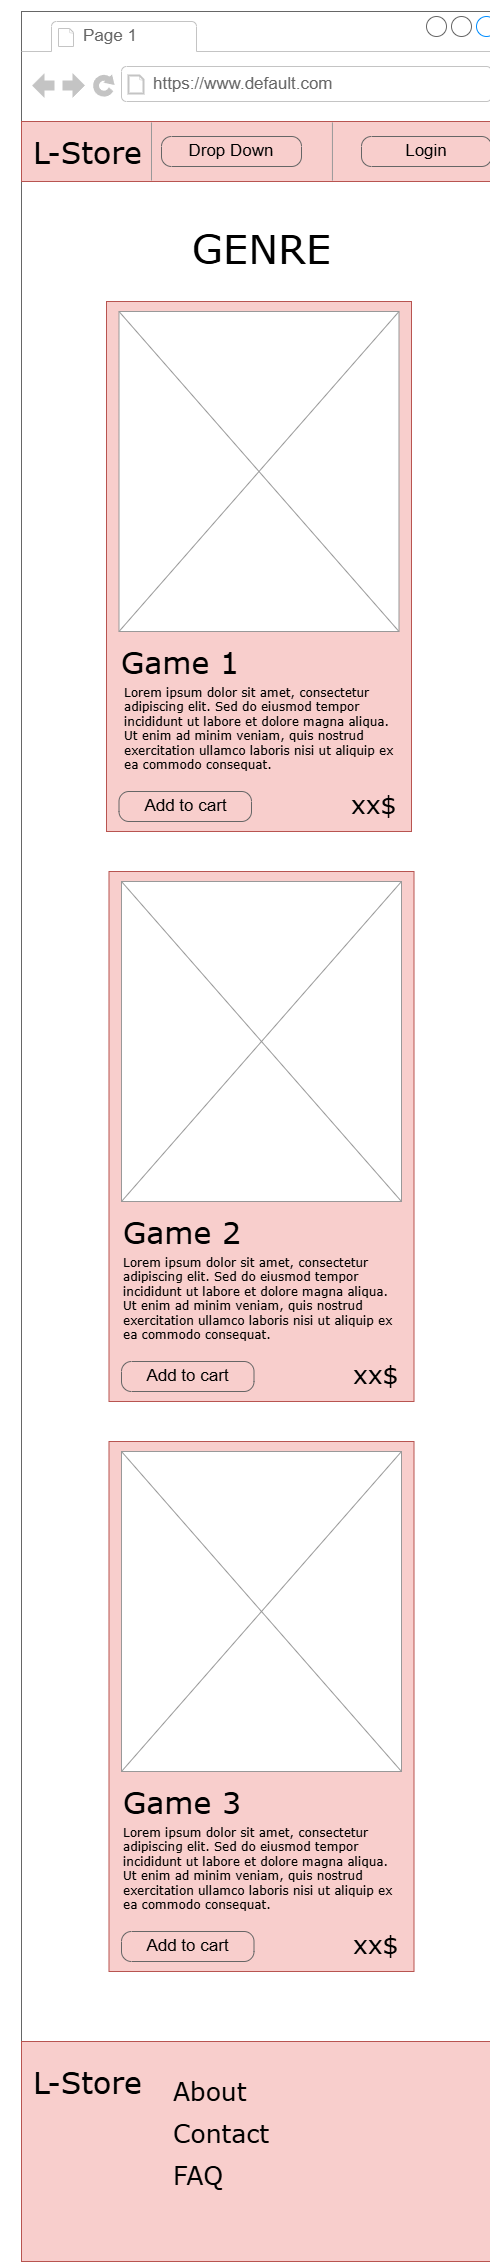 Page 1
https://www.default.com
L-Store
Drop Down
Login
GENRE
Game 1
Lorem ipsum dolor sit amet, consectetur
adipiscing elit. Sed do eiusmod tempor
incididunt ut labore et dolore magna aliqua.
Ut enim ad minim veniam, quis nostrud
exercitation ullamco laboris nisi ut aliquip ex
ea commodo consequat.
Add to cart
xx$
Game 2
Lorem ipsum dolor sit amet, consectetur
adipiscing elit. Sed do eiusmod tempor
incididunt ut labore et dolore magna aliqua.
Ut enim ad minim veniam, quis nostrud
exercitation ullamco laboris nisi ut aliquip ex
ea commodo consequat.
Add to cart
xx$
Game 3
Lorem ipsum dolor sit amet, consectetur
adipiscing elit. Sed do eiusmod tempor
incididunt ut labore et dolore magna aliqua.
Ut enim ad minim veniam, quis nostrud
exercitation ullamco laboris nisi ut aliquip ex
ea commodo consequat.
Add to cart
xx$
L-Store
About
Contact
FAQ